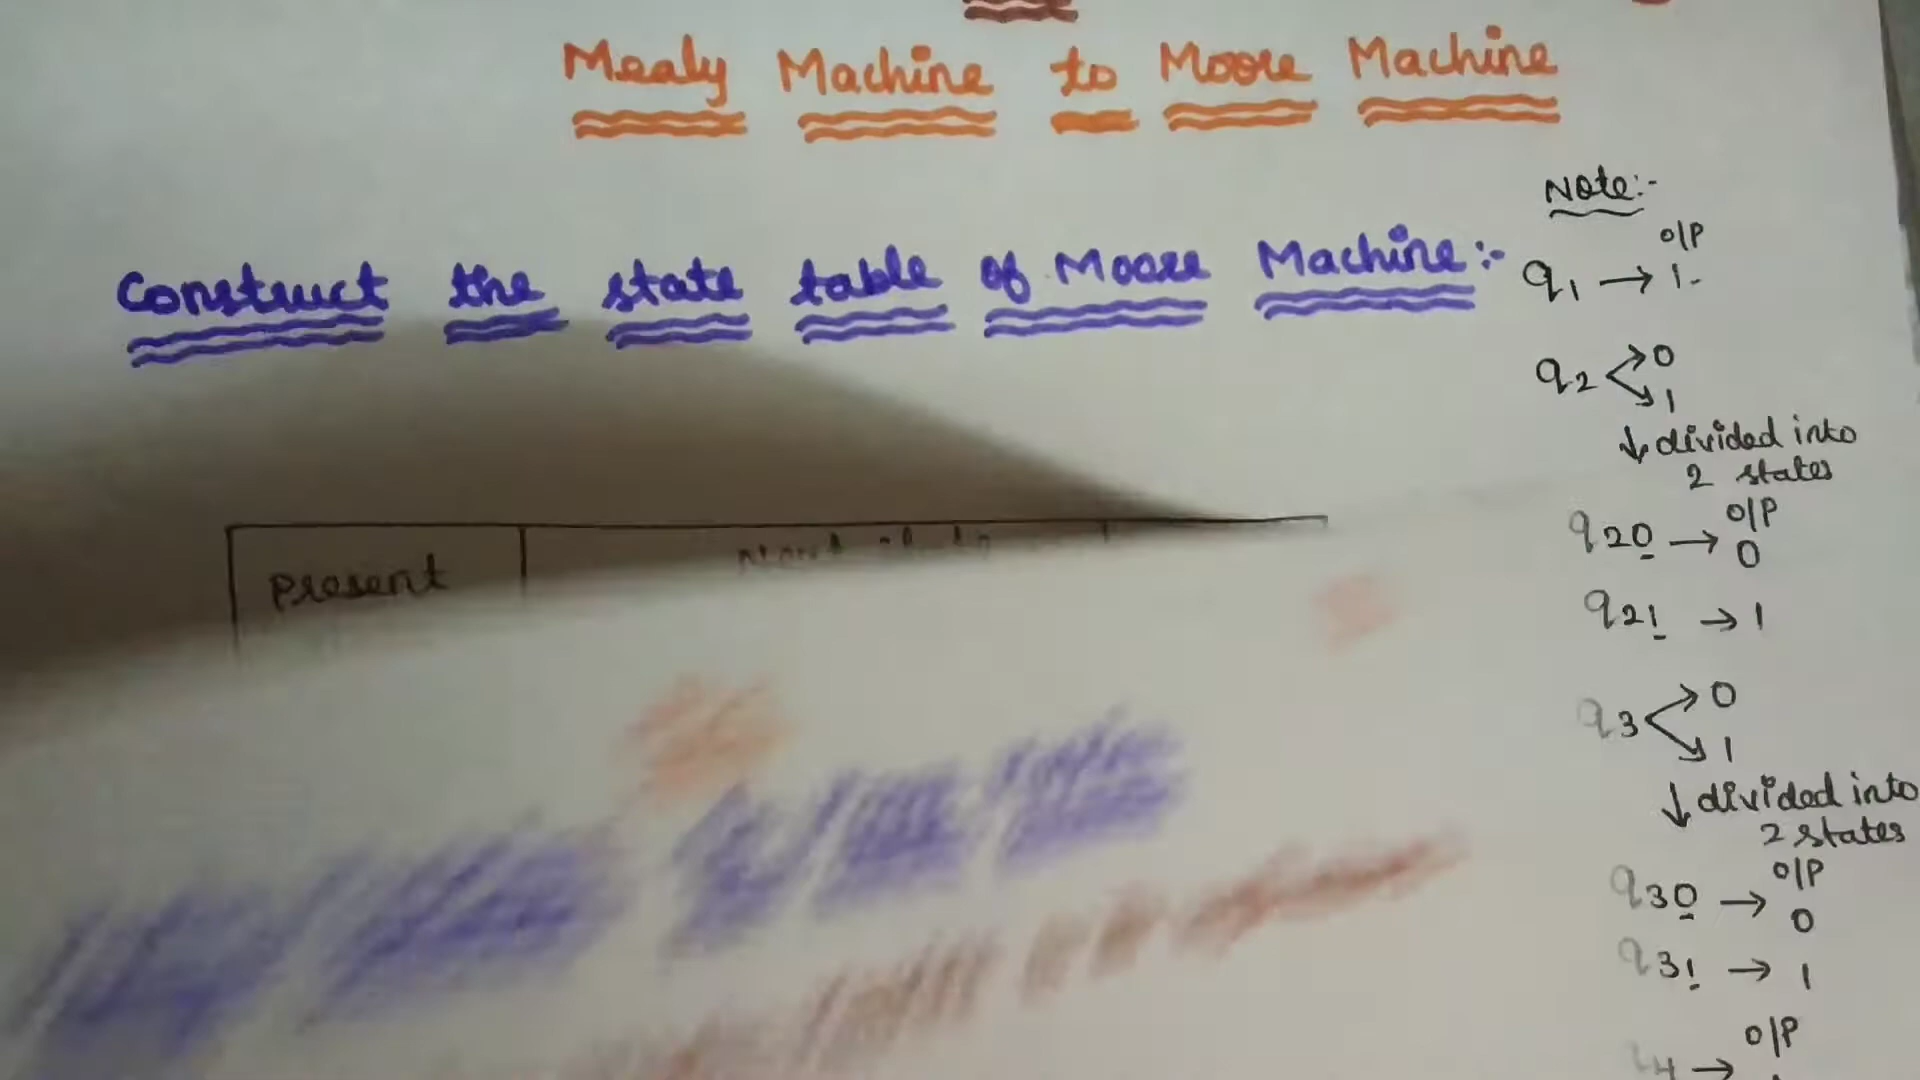 Mealy Machine to Moore Machine
Construct the state table of Moore Machine:-
present
Note:-
O/P
q1 → 1-
q2 → 0
→ 1
↓ divided into
2 states
O/P
q20 → 0
q21 → 1
q3 → 0
→ 1
↓ divided into
2 states
O/P
q30 → 0
q31 → 1
O/P
q4 →